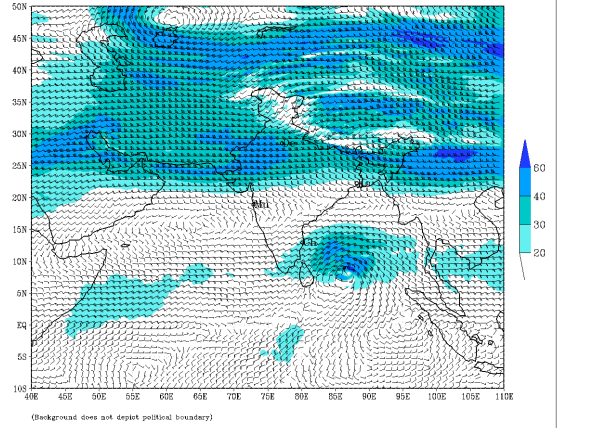 50N
45N
40N
35N
30N
25N
20N
15N
10N
5N
EQ
5S
10S
40E 45E 50E 55E 60E 65E 70E 75E 80E 85E 90E 95E 100E 105E 110E
60
40
30
20
Mu
Ch
(Background does not depict political boundary)